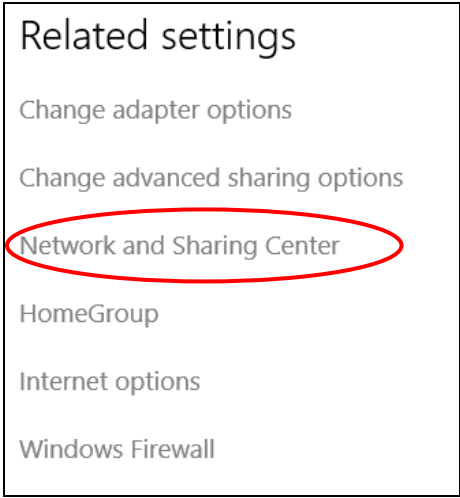 Related settings
Change adapter options
Change advanced sharing options
Network and Sharing Center
HomeGroup
Internet options
Windows Firewall